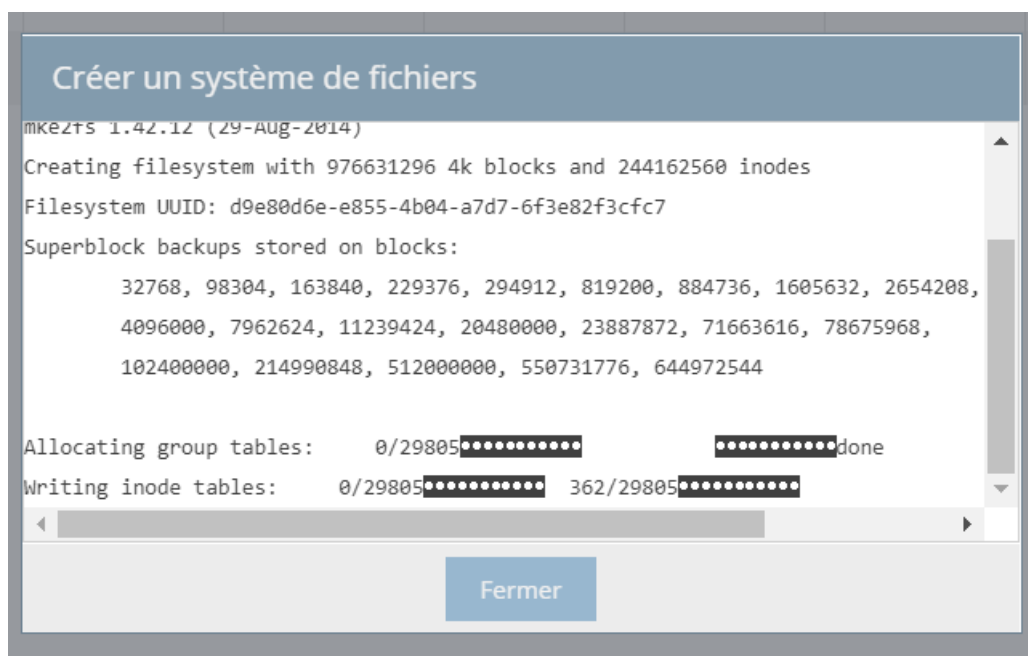 Créer un système de fichiers
mke2fs 1.42.12 (29-Aug-2014)
Creating filesystem with 976631296 4k blocks and 244162560 inodes
Filesystem UUID: d9e80d6e-e855-4b04-a7d7-6f3e82f3cfc7
Superblock backups stored on blocks:
32768, 98304, 163840, 229376, 294912, 819200, 884736, 1605632, 2654208,
4096000, 7962624, 11239424, 20480000, 23887872, 71663616, 78675968,
102400000, 214990848, 512000000, 550731776, 644972544
Allocating group tables: 0/29805•••••••••• ••••••••••done
Writing inode tables: 0/29805•••••••••• 362/29805••••••••••
Fermer